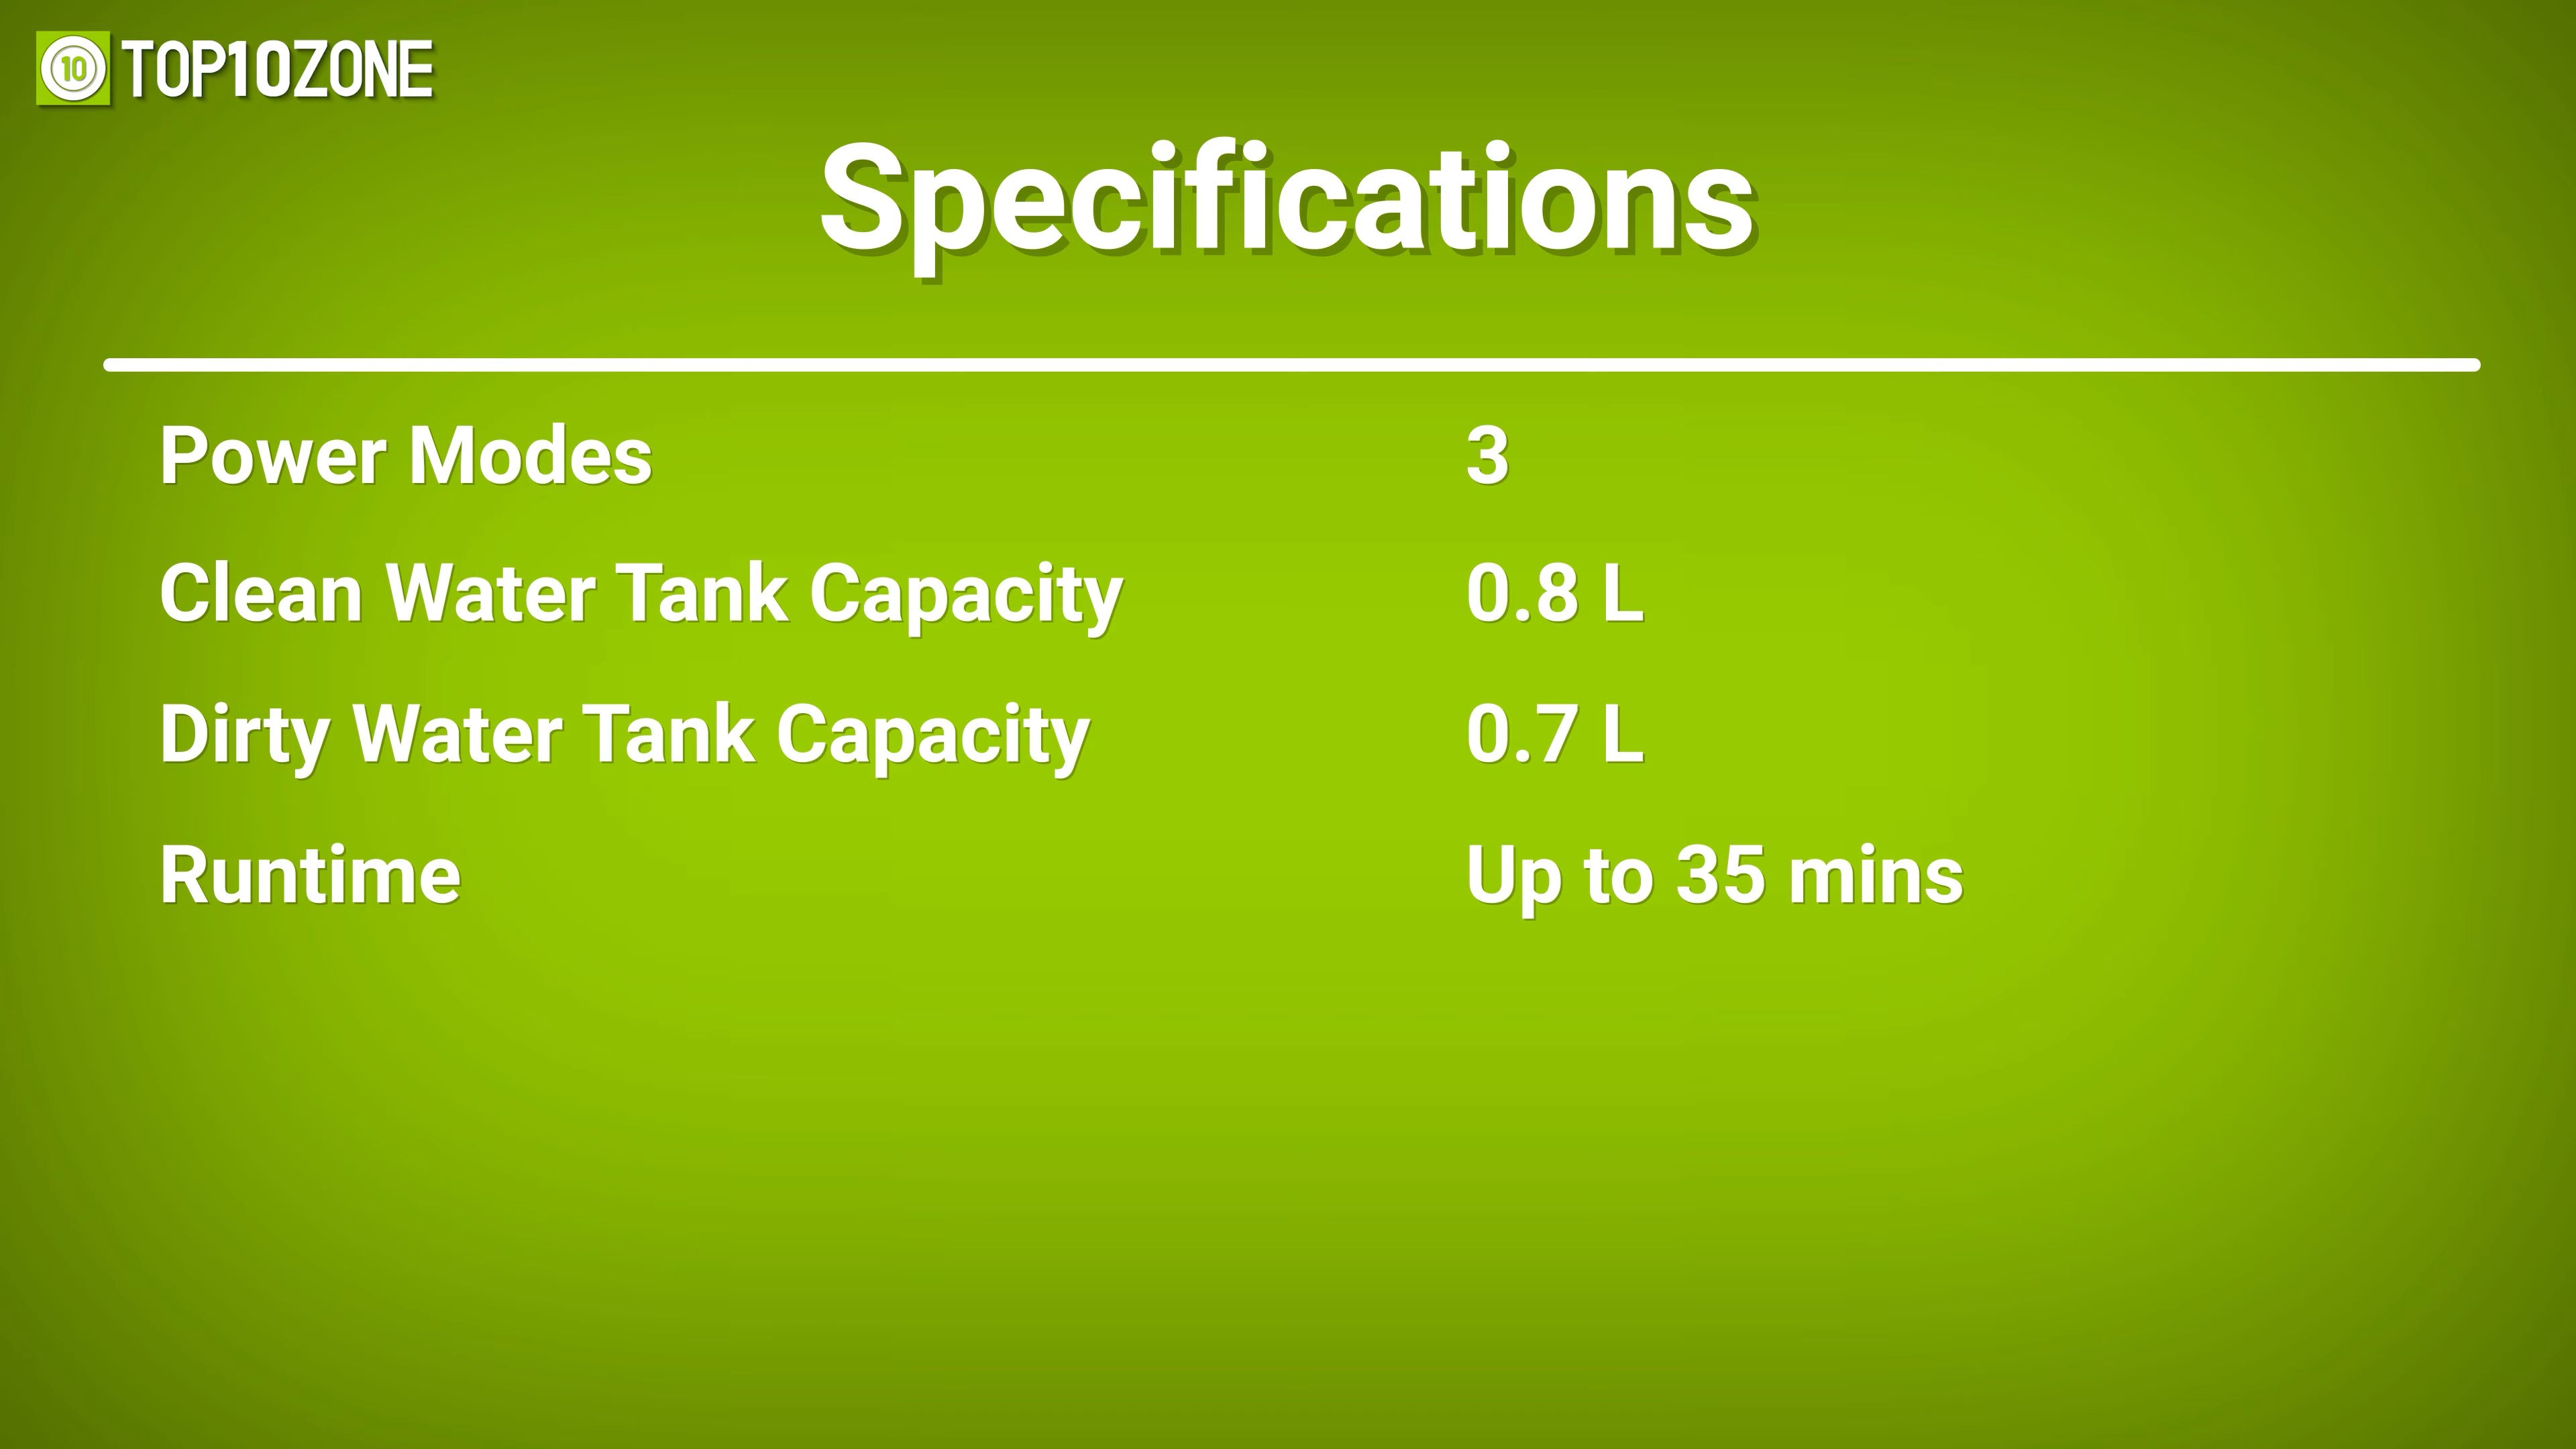 10 TOP10ZONE
Specifications
Power Modes 3
Clean Water Tank Capacity 0.8 L
Dirty Water Tank Capacity 0.7 L
Runtime Up to 35 mins